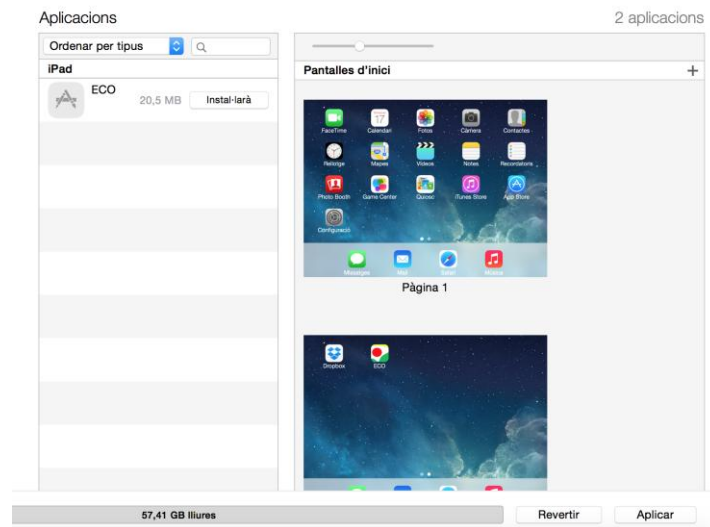 Aplicacions
2 aplicacions
Ordenar per tipus
iPad
ECO
20,5 MB
Instal·larà
Pantalles d'inici
FaceTime Calendari Fotos Càmera Contactes
17
Rellotge Mapes Vídeos Notes Recordatoris
Photo Booth Game Center Quiosc iTunes Store App Store
Configuració
Missatges Mail Safari Música
Pàgina 1
Dropbox ECO
57,41 GB lliures
Revertir
Aplicar